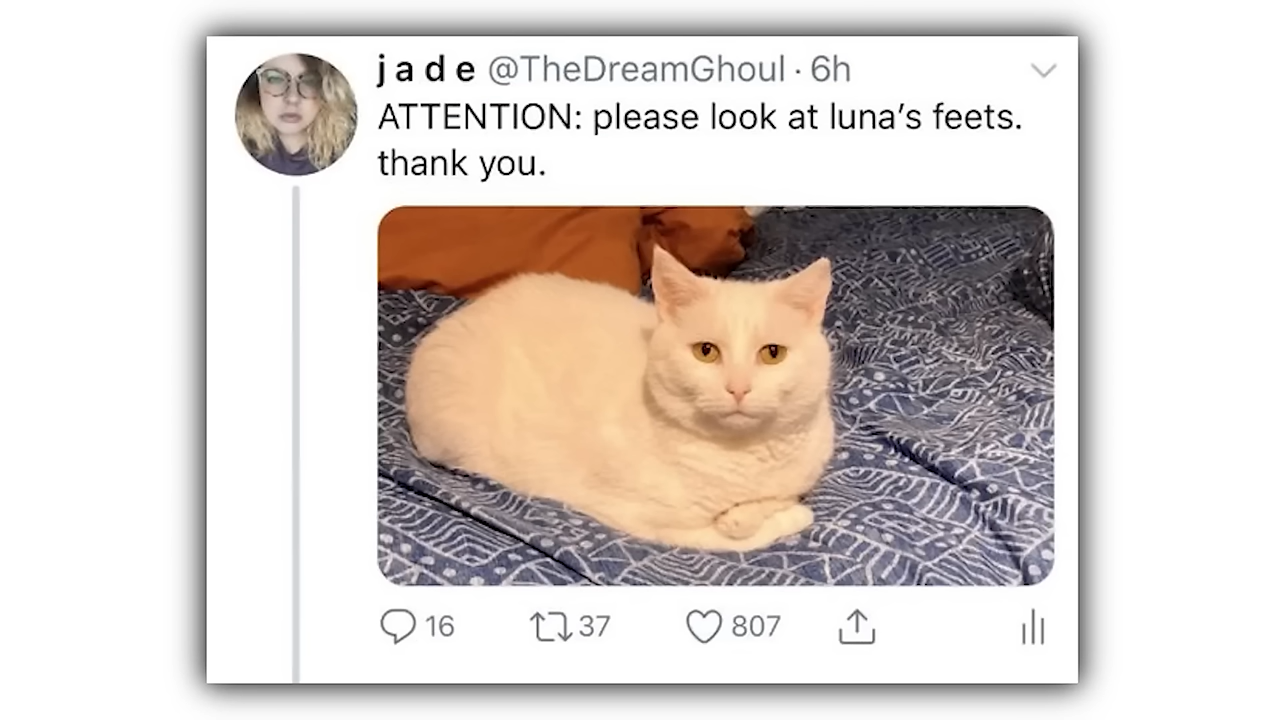 j a d e @TheDreamGhoul · 6h
ATTENTION: please look at luna’s feets.
thank you.
16 37 807